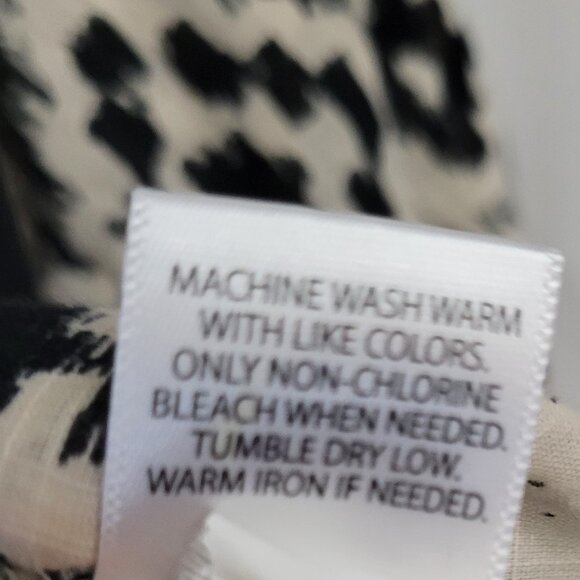 MACHINE WASH WARM
WITH LIKE COLORS.
ONLY NON-CHLORINE
BLEACH WHEN NEEDED.
TUMBLE DRY LOW.
WARM IRON IF NEEDED.